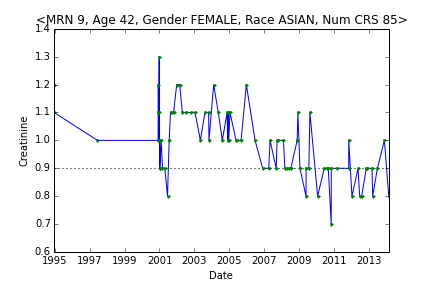 <MRN 9, Age 42, Gender FEMALE, Race ASIAN, Num CRS 85>
1.4
1.3
1.2
1.1
1.0
0.9
0.8
0.7
0.6
Creatinine
1995 1997 1999 2001 2003 2005 2007 2009 2011 2013
Date